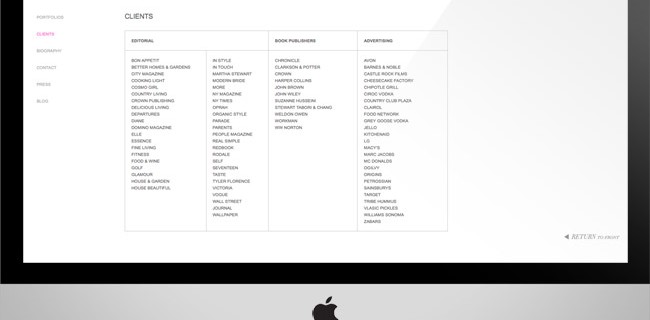 PORTFOLIOS
CLIENTS
BIOGRAPHY
CONTACT
PRESS
BLOG
CLIENTS
EDITORIAL
BON APPETIT
BETTER HOMES & GARDENS
CITY MAGAZINE
COOKING LIGHT
COSMO GIRL
COUNTRY LIVING
CROWN PUBLISHING
DELICIOUS LIVING
DEPARTURES
DIANE
DOMINO MAGAZINE
ELLE
ESSENCE
FINE LIVING
FITNESS
FOOD & WINE
GOLF
GLAMOUR
HOUSE & GARDEN
HOUSE BEAUTIFUL
IN STYLE
IN TOUCH
MARTHA STEWART
MODERN BRIDE
MORE
NY MAGAZINE
NY TIMES
OPRAH
ORGANIC STYLE
PARADE
PARENTS
PEOPLE MAGAZINE
REAL SIMPLE
REDBOOK
RODALE
SELF
SEVENTEEN
TASTE
TYLER FLORENCE
VICTORIA
VOGUE
WALL STREET
JOURNAL
WALLPAPER
BOOK PUBLISHERS
CHRONICLE
CLARKSON & POTTER
CROWN
HARPER COLLINS
JOHN BROWN
JOHN WILEY
SUZANNE HUSSEINI
STEWART TABORI & CHANG
WELDON OWEN
WORKMAN
WW NORTON
ADVERTISING
AVON
BARNES & NOBLE
CASTLE ROCK FILMS
CHEESECAKE FACTORY
CHIPOTLE GRILL
CIROC VODKA
COUNTRY CLUB PLAZA
CLAIROL
FOOD NETWORK
GREY GOOSE VODKA
JELLO
KITCHENAID
LG
MACY'S
MARC JACOBS
MC DONALDS
OGILVY
ORIGINS
PETROSSIAN
SAINSBURYS
TARGET
TRIBE HUMMUS
VLASIC PICKLES
WILLIAMS SONOMA
ZABARS
RETURN TO FRONT